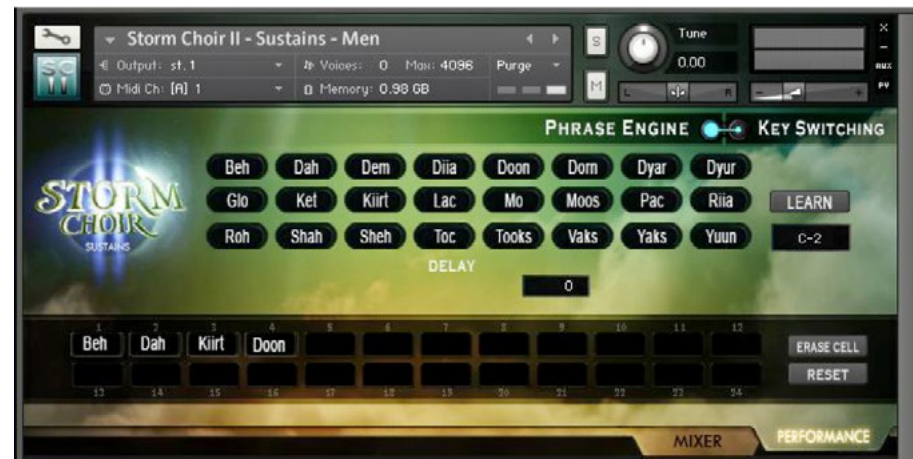 Storm Choir II - Sustains - Men
S
Tune
×
−
SC
Output: st.1
Voices: 0 Max: 4096
Purge
0.00
AUX
II
Midi Ch: [A] 1
Memory: 0.98 GB
M
L
R
−
+
PV
PHRASE ENGINE
KEY SWITCHING
Beh Dah Dem Diia Doon Dorn Dyar Dyur
STORM
Glo Ket Kiirt Lac Mo Moos Pac Riia
LEARN
CHOIR
Roh Shah Sheh Toc Tooks Vaks Yaks Yuun
C-2
SUSTAINS
DELAY
0
1 2 3 4 5 6 7 8 9 10 11 12
Beh Dah Kiirt Doon
ERASE CELL
RESET
13 14 15 16 17 18 19 20 21 22 23 24
MIXER
PERFORMANCE